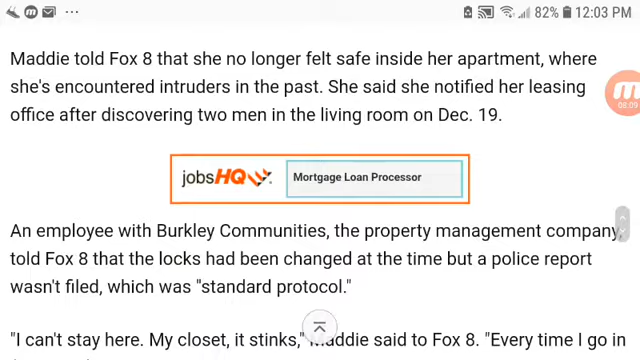 82% 12:03 PM
Maddie told Fox 8 that she no longer felt safe inside her apartment, where
she's encountered intruders in the past. She said she notified her leasing
office after discovering two men in the living room on Dec. 19.
08:09
jobsHQ
Mortgage Loan Processor
An employee with Burkley Communities, the property management company,
told Fox 8 that the locks had been changed at the time but a police report
wasn't filed, which was "standard protocol."
"I can't stay here. My closet, it stinks," Maddie said to Fox 8. "Every time I go in